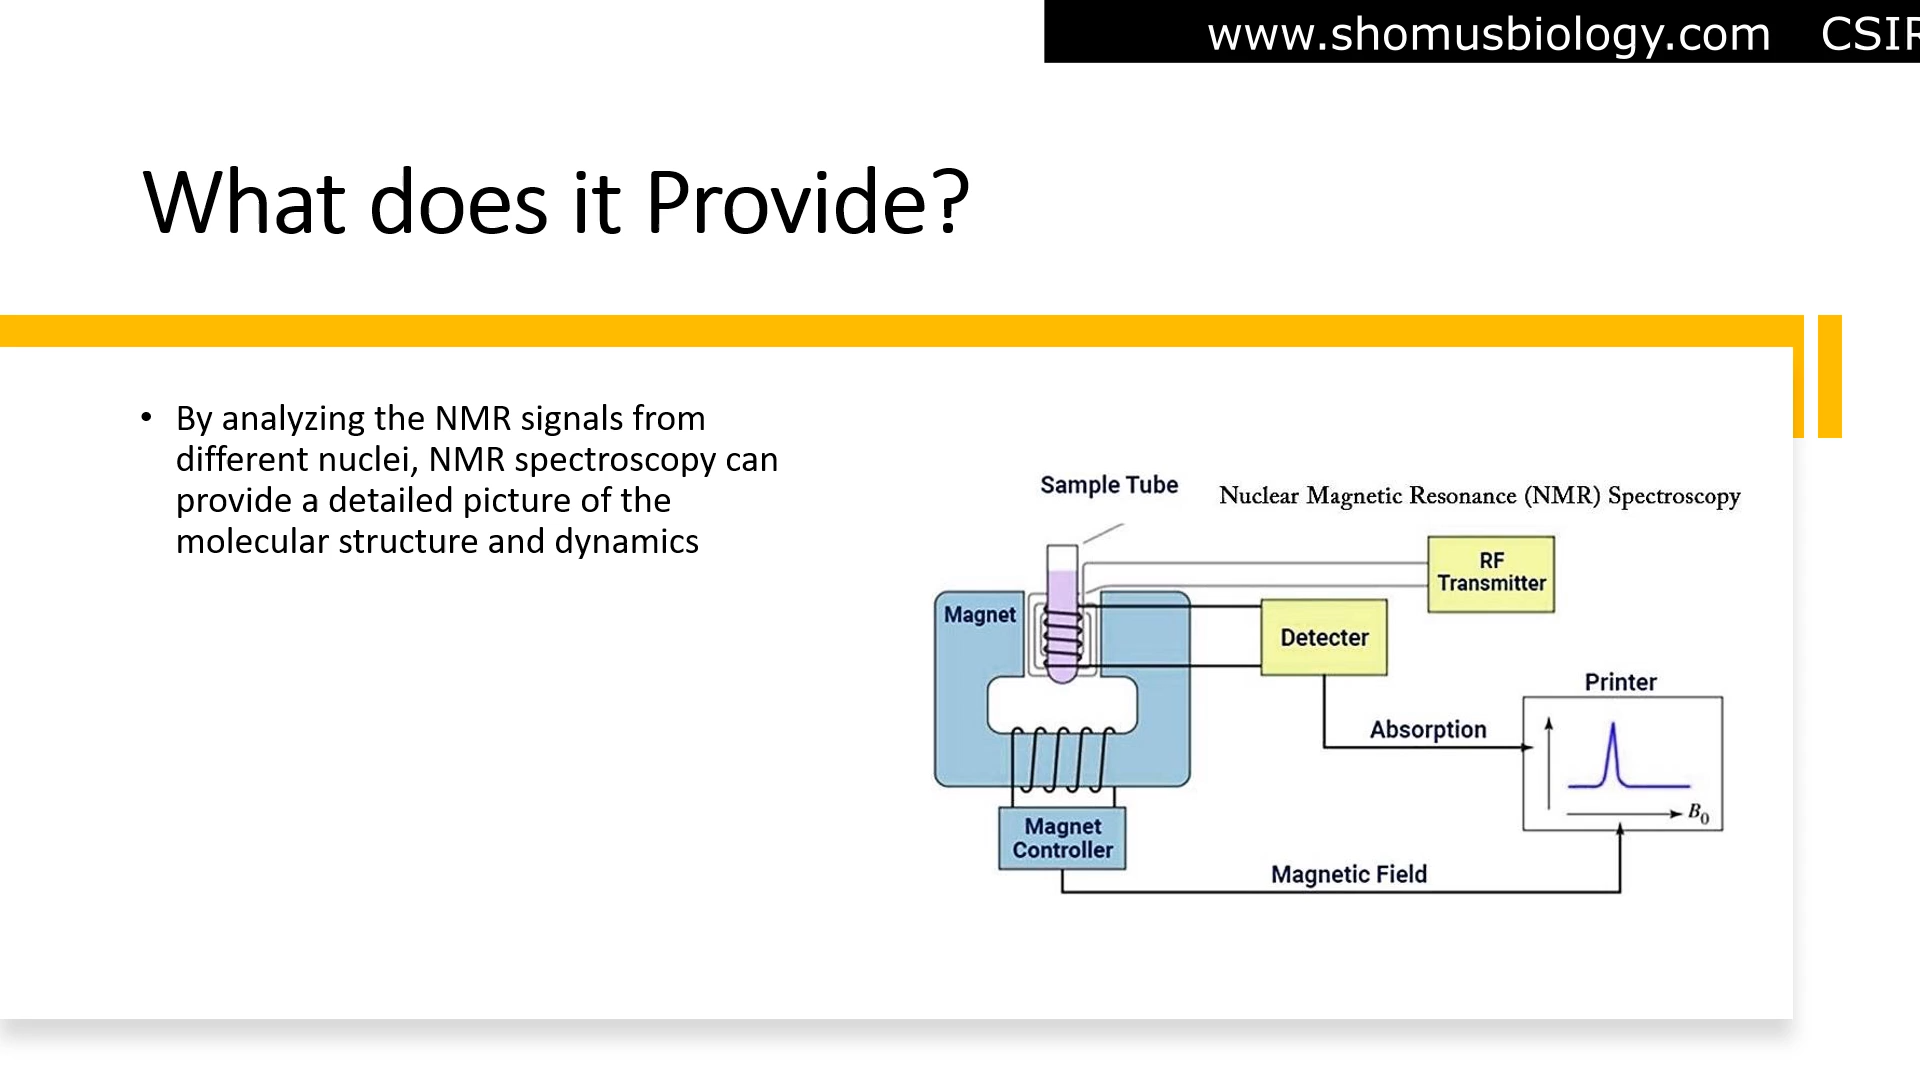 www.shomusbiology.com CSIR
What does it Provide?
• By analyzing the NMR signals from
different nuclei, NMR spectroscopy can
provide a detailed picture of the
molecular structure and dynamics
Sample Tube
Nuclear Magnetic Resonance (NMR) Spectroscopy
RF
Transmitter
Magnet
Detecter
Printer
Absorption
B0
Magnet
Controller
Magnetic Field